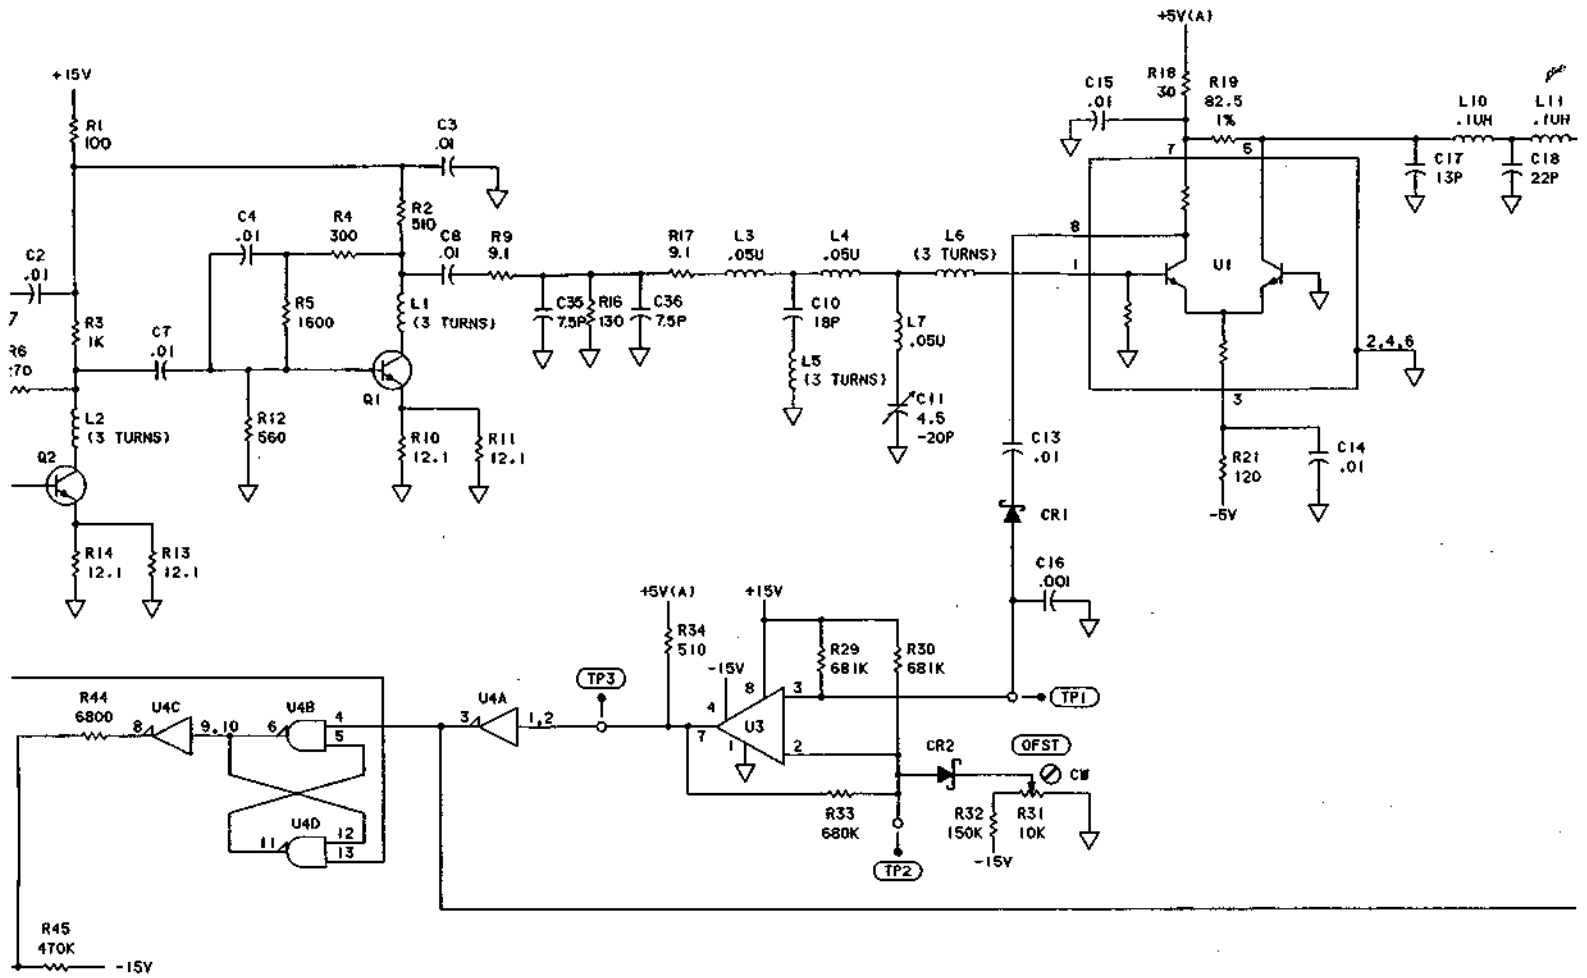 +5V(A)
+15V
R1
100
C3
.01
C15
.01
R18
30
R19
82.5
1%
L10
.1UH
L11
.1UH
7
6
C17
13P
C18
22P
C2
.01
C4
.01
R4
300
R2
510
C8
.01
R9
9.1
R17
9.1
L3
.05U
L4
.05U
L6
(3 TURNS)
8
1
U1
7
R3
1K
C7
.01
R5
1600
L1
(3 TURNS)
C35
7.5P
R16
130
C36
7.5P
C10
18P
L7
.05U
R6
70
L5
(3 TURNS)
2,4,6
L2
(3 TURNS)
R12
560
Q1
C11
4.5
-20P
3
Q2
R10
12.1
R11
12.1
C13
.01
R21
120
C14
.01
-5V
CR1
R14
12.1
R13
12.1
C16
.001
+5V(A)
+15V
R34
510
R29
681K
R30
681K
-15V
TP3
8
3
TP1
R44
6800
U4C
U4B
U4A
4
U3
8
9,10
6
4
5
3
1,2
7
1
2
CR2
OFST
CW
U4D
11
12
13
R33
680K
R32
150K
R31
10K
-15V
TP2
R45
470K
-15V